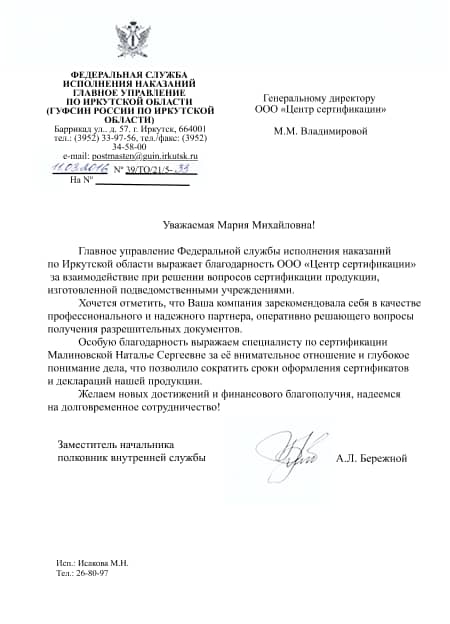 ФЕДЕРАЛЬНАЯ СЛУЖБА
ИСПОЛНЕНИЯ НАКАЗАНИЙ
ГЛАВНОЕ УПРАВЛЕНИЕ
ПО ИРКУТСКОЙ ОБЛАСТИ
(ГУФСИН РОССИИ ПО ИРКУТСКОЙ
ОБЛАСТИ)
Баррикад ул.. д. 57. г. Иркутск, 664001
тел.: (3952) 33-97-56, тел./факс: (3952)
34-58-00
e-mail: postmasten@guin.irkutsk.ru
11.03.2016 № 39/ТО/21/5- 33
На №
Генеральному директору
ООО «Центр сертификации»
М.М. Владимировой
Уважаемая Мария Михайловна!
Главное управление Федеральной службы исполнения наказаний
по Иркутской области выражает благодарность ООО «Центр сертификации»
за взаимодействие при решении вопросов сертификации продукции,
изготовленной подведомственными учреждениями.
Хочется отметить, что Ваша компания зарекомендовала себя в качестве
профессионального и надежного партнера, оперативно решающего вопросы
получения разрешительных документов.
Особую благодарность выражаем специалисту по сертификации
Малиновской Наталье Сергеевне за её внимательное отношение и глубокое
понимание дела, что позволило сократить сроки оформления сертификатов
и деклараций нашей продукции.
Желаем новых достижений и финансового благополучия, надеемся
на долговременное сотрудничество!
Заместитель начальника
полковник внутренней службы
А.Л. Бережной
Исп.: Исакова М.Н.
Тел.: 26-80-97